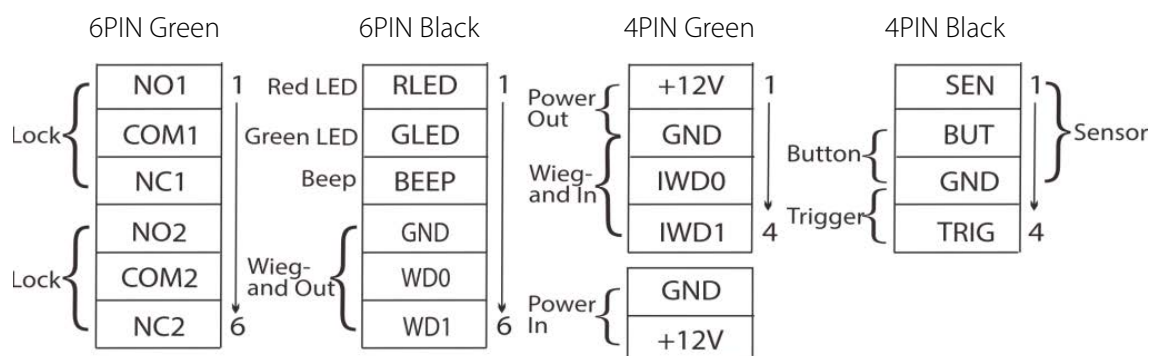 6PIN Green
6PIN Black
4PIN Green
4PIN Black
Lock
NO1
COM1
NC1
Lock
NO2
COM2
NC2
1
6
Red LED
Green LED
Beep
Wieg-
and Out
RLED
GLED
BEEP
GND
WD0
WD1
1
6
Power
Out
Wieg-
and In
+12V
GND
IWD0
IWD1
1
4
Power
In
GND
+12V
Button
Trigger
SEN
BUT
GND
TRIG
1
4
Sensor